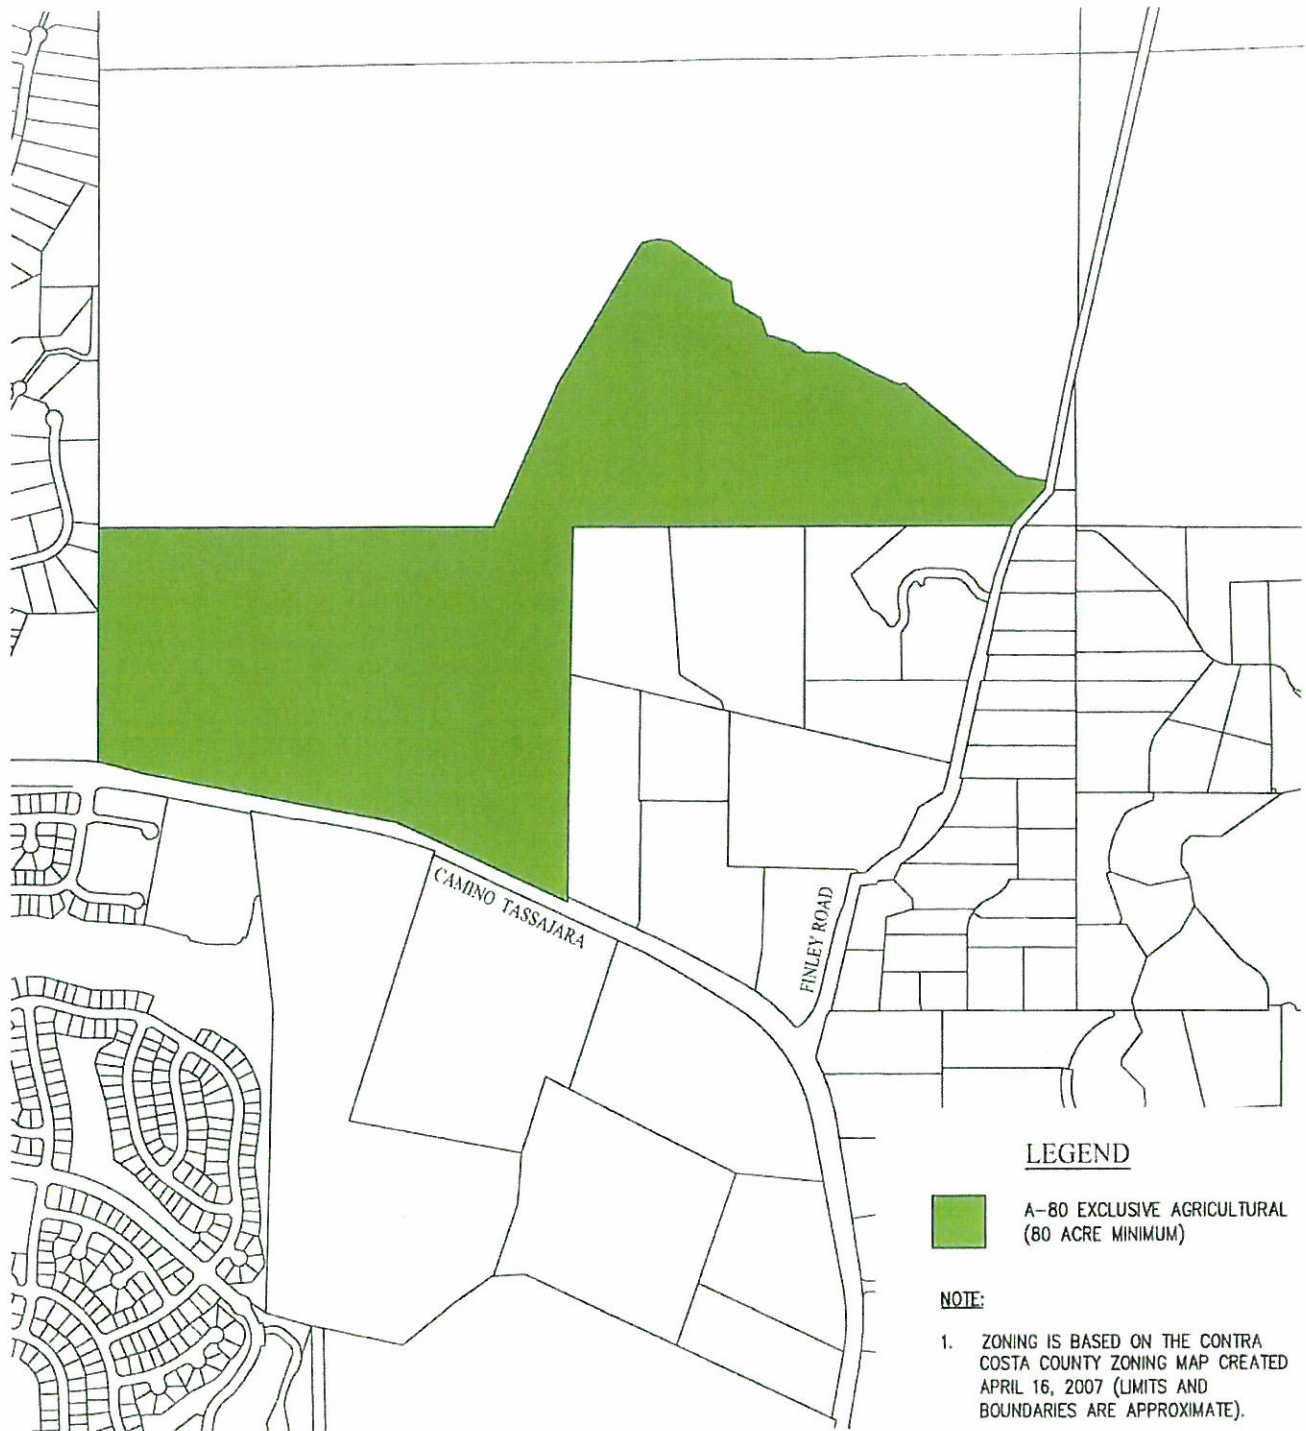 CAMINO TASSAJARA
FINLEY ROAD
LEGEND
A-80 EXCLUSIVE AGRICULTURAL
(80 ACRE MINIMUM)
NOTE:
1. ZONING IS BASED ON THE CONTRA
COSTA COUNTY ZONING MAP CREATED
APRIL 16, 2007 (LIMITS AND
BOUNDARIES ARE APPROXIMATE).